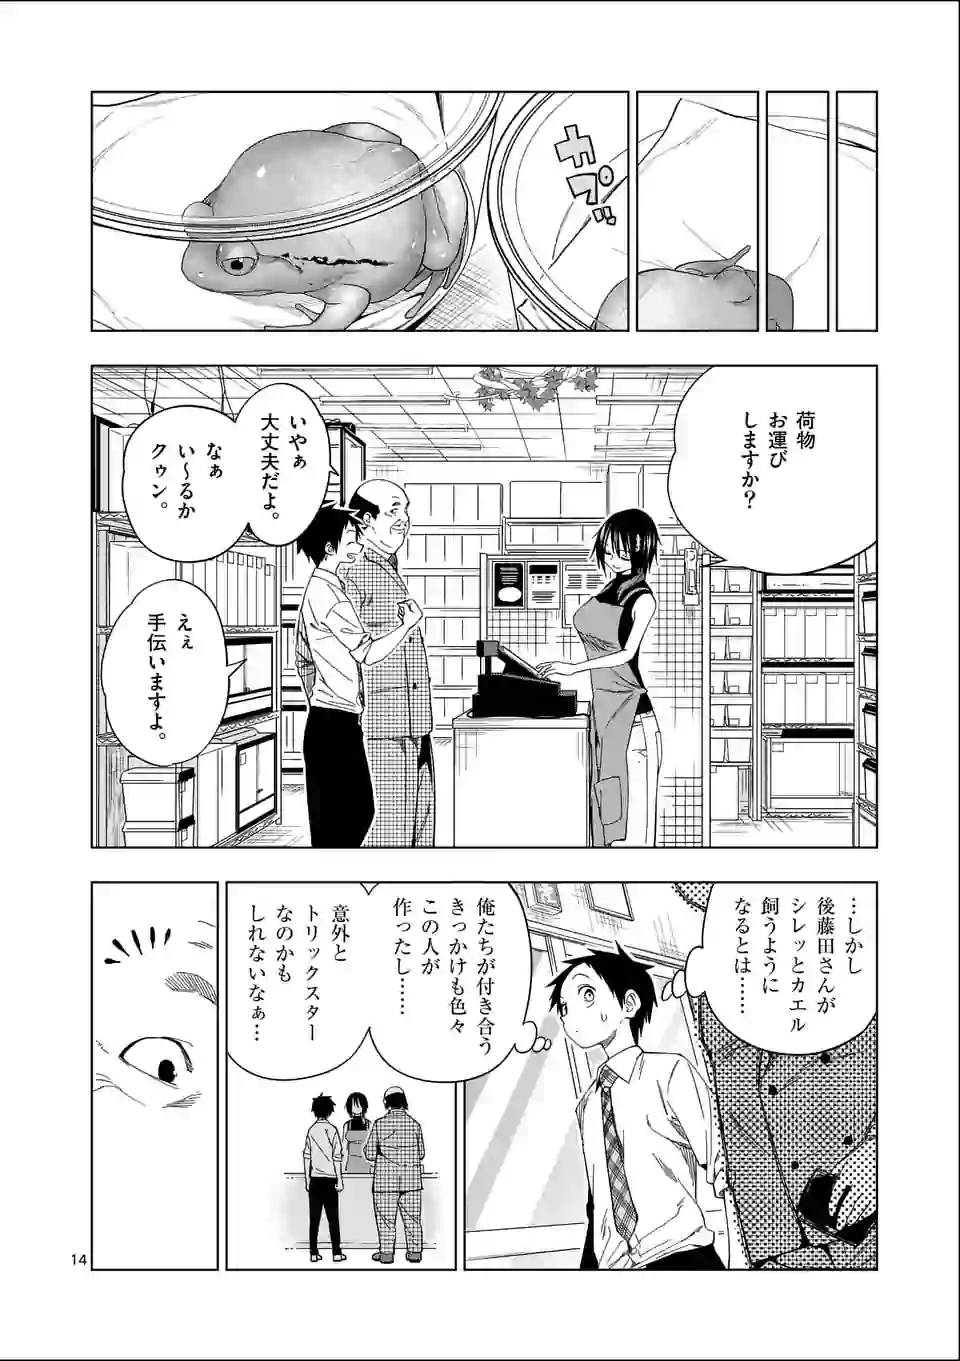 カプッ
荷物
お運び
しますか？
いやぁ
大丈夫だよ。
なぁ
い～るか
クゥン。
えぇ
手伝いますよ。
…しかし
後藤田さんが
シレッとカエル
飼うように
なるとは……
俺たちが付き合う
きっかけも色々
この人が
作ったし……
意外と
トリックスター
なのかも
しれないなぁ…
14